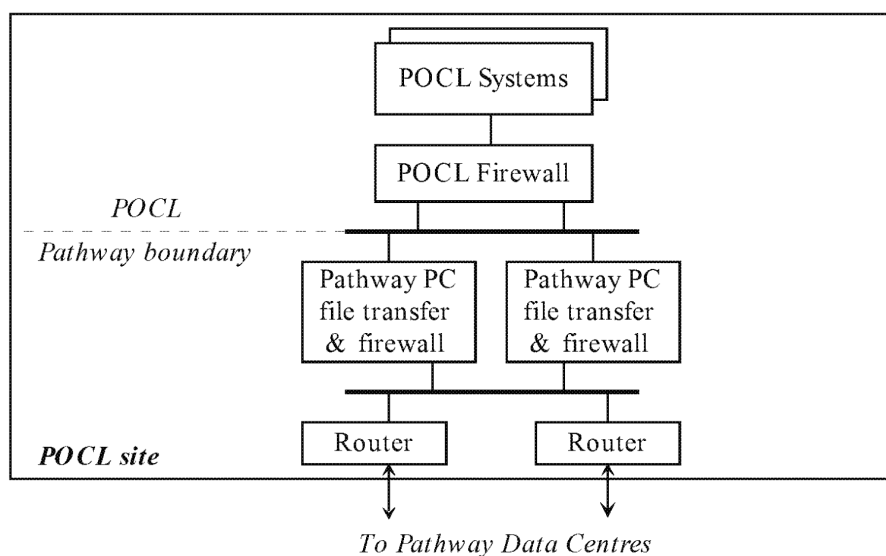 POCL Systems
POCL Firewall
POCL
Pathway boundary
Pathway PC
file transfer
& firewall
Pathway PC
file transfer
& firewall
Router
Router
POCL site
To Pathway Data Centres